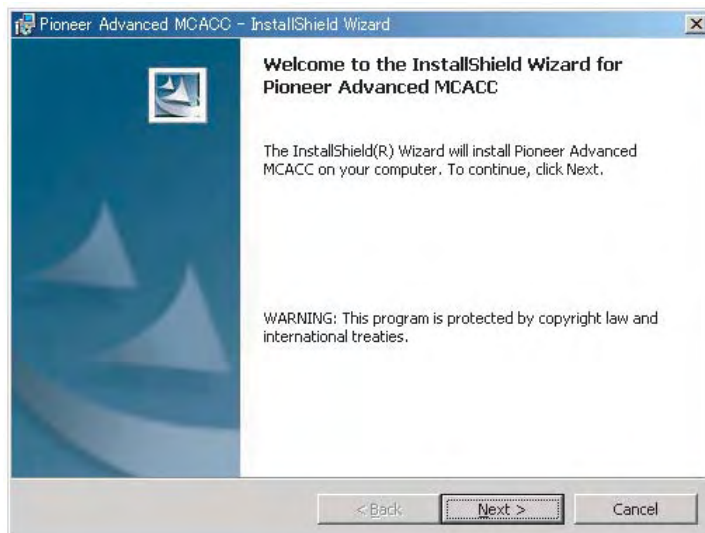 Pioneer Advanced MCACC - InstallShield Wizard
Welcome to the InstallShield Wizard for
Pioneer Advanced MCACC
The InstallShield(R) Wizard will install Pioneer Advanced
MCACC on your computer. To continue, click Next.
WARNING: This program is protected by copyright law and
international treaties.
< Back
Next >
Cancel